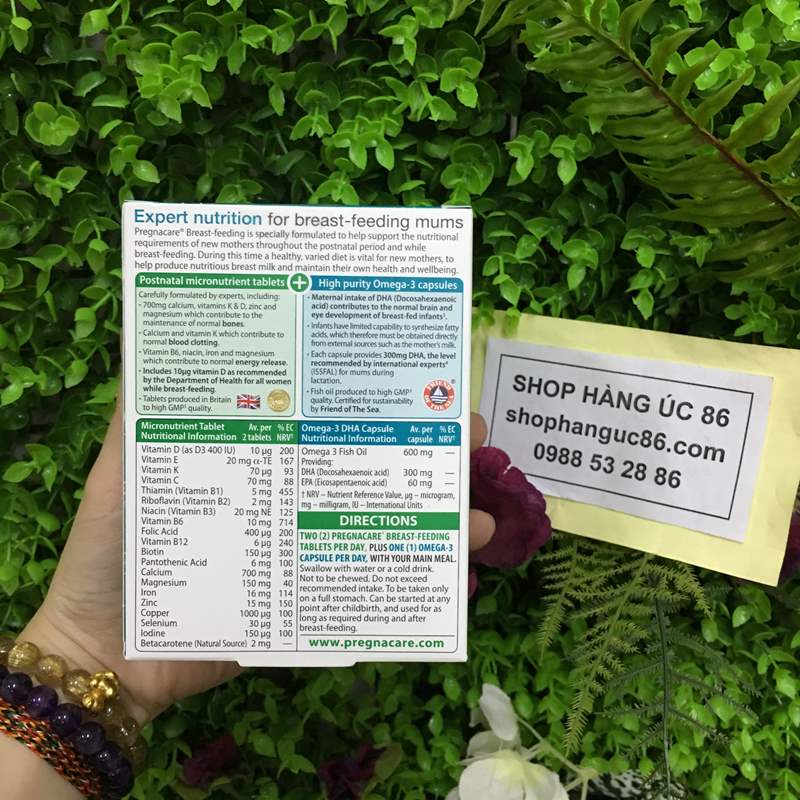 Expert nutrition for breast-feeding mums
Pregnacare® Breast-feeding is specially formulated to help support the nutritional
requirements of new mothers throughout the postnatal period and while
breast-feeding. During this time a healthy, varied diet is vital for new mothers, to
help produce nutritious breast milk and maintain their own health and wellbeing.
Postnatal micronutrient tablets
Carefully formulated by experts, including:
• 700mg calcium, vitamins K & D, zinc and
magnesium which contribute to the
maintenance of normal bones.
• Calcium and vitamin K which contribute to
normal blood clotting.
• Vitamin B6, niacin, iron and magnesium
which contribute to normal energy release.
• Includes 10µg vitamin D as recommended
by the Department of Health for all women
while breast-feeding.
• Tablets produced in Britain
to high GMP quality.
+
High purity Omega-3 capsules
• Maternal intake of DHA (Docosahexaenoic
acid) contributes to the normal brain and
eye development of breast-fed infants
• Infants have limited capability to synthesize fatty
acids, which therefore must be obtained directly
from external sources such as the mother's milk.
• Each capsule provides 300mg DHA, the level
recommended by international experts
(ISSFAL) for mums during
lactation.
• Fish oil produced to high GMP
quality. Certified for sustainability
by Friend of The Sea.
FRIEND
OF THE SEA
Micronutrient Tablet Av. per % EC
Nutritional Information 2 tablets NRV†
Vitamin D (as D3 400 IU) 10 µg 200
Vitamin E 20 mg α-TE 167
Vitamin K 70 µg 93
Vitamin C 70 mg 88
Thiamin (Vitamin B1) 5 mg 455
Riboflavin (Vitamin B2) 2 mg 143
Niacin (Vitamin B3) 20 mg NE 125
Vitamin B6 10 mg 714
Folic Acid 400 µg 200
Vitamin B12 6 µg 240
Biotin 150 µg 300
Pantothenic Acid 6 mg 100
Calcium 700 mg 88
Magnesium 150 mg 40
Iron 16 mg 114
Zinc 15 mg 150
Copper 1000 µg 100
Selenium 30 µg 55
Iodine 150 µg 100
Betacarotene (Natural Source) 2 mg —
Omega-3 DHA Capsule Av. per % EC
Nutritional Information capsule NRV†
Omega 3 Fish Oil 600 mg —
Providing:
DHA (Docosahexaenoic acid) 300 mg —
EPA (Eicosapentaenoic acid) 60 mg —
† NRV – Nutrient Reference Value, µg – microgram,
mg – milligram, IU – International Units
DIRECTIONS
TWO (2) PREGNACARE® BREAST-FEEDING
TABLETS PER DAY, PLUS ONE (1) OMEGA-3
CAPSULE PER DAY, WITH YOUR MAIN MEAL.
Swallow with water or a cold drink.
Not to be chewed. Do not exceed
recommended intake. To be taken only
on a full stomach. Can be started at any
point after childbirth, and used for as
long as required during and after
breast-feeding.
www.pregnacare.com
SHOP HÀNG ÚC 86
shophanguc86.com
0988 53 28 86